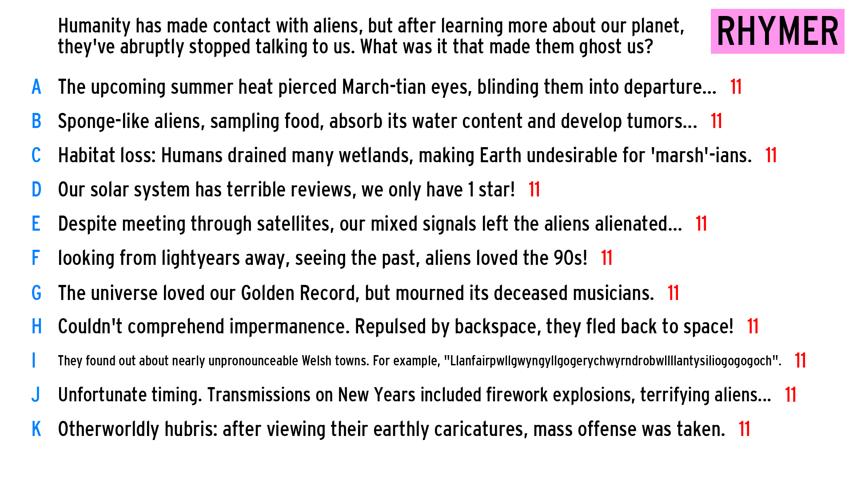 Humanity has made contact with aliens, but after learning more about our planet,
they've abruptly stopped talking to us. What was it that made them ghost us?
RHYMER
A The upcoming summer heat pierced March-tian eyes, blinding them into departure... 11
B Sponge-like aliens, sampling food, absorb its water content and develop tumors... 11
C Habitat loss: Humans drained many wetlands, making Earth undesirable for 'marsh'-ians. 11
D Our solar system has terrible reviews, we only have 1 star! 11
E Despite meeting through satellites, our mixed signals left the aliens alienated... 11
F looking from lightyears away, seeing the past, aliens loved the 90s! 11
G The universe loved our Golden Record, but mourned its deceased musicians. 11
H Couldn't comprehend impermanence. Repulsed by backspace, they fled back to space! 11
I They found out about nearly unpronounceable Welsh towns. For example, "Llanfairpwllgwyngyllgogerychwyrndrobwllllantysiliogogogoch". 11
J Unfortunate timing. Transmissions on New Years included firework explosions, terrifying aliens... 11
K Otherworldly hubris: after viewing their earthly caricatures, mass offense was taken. 11